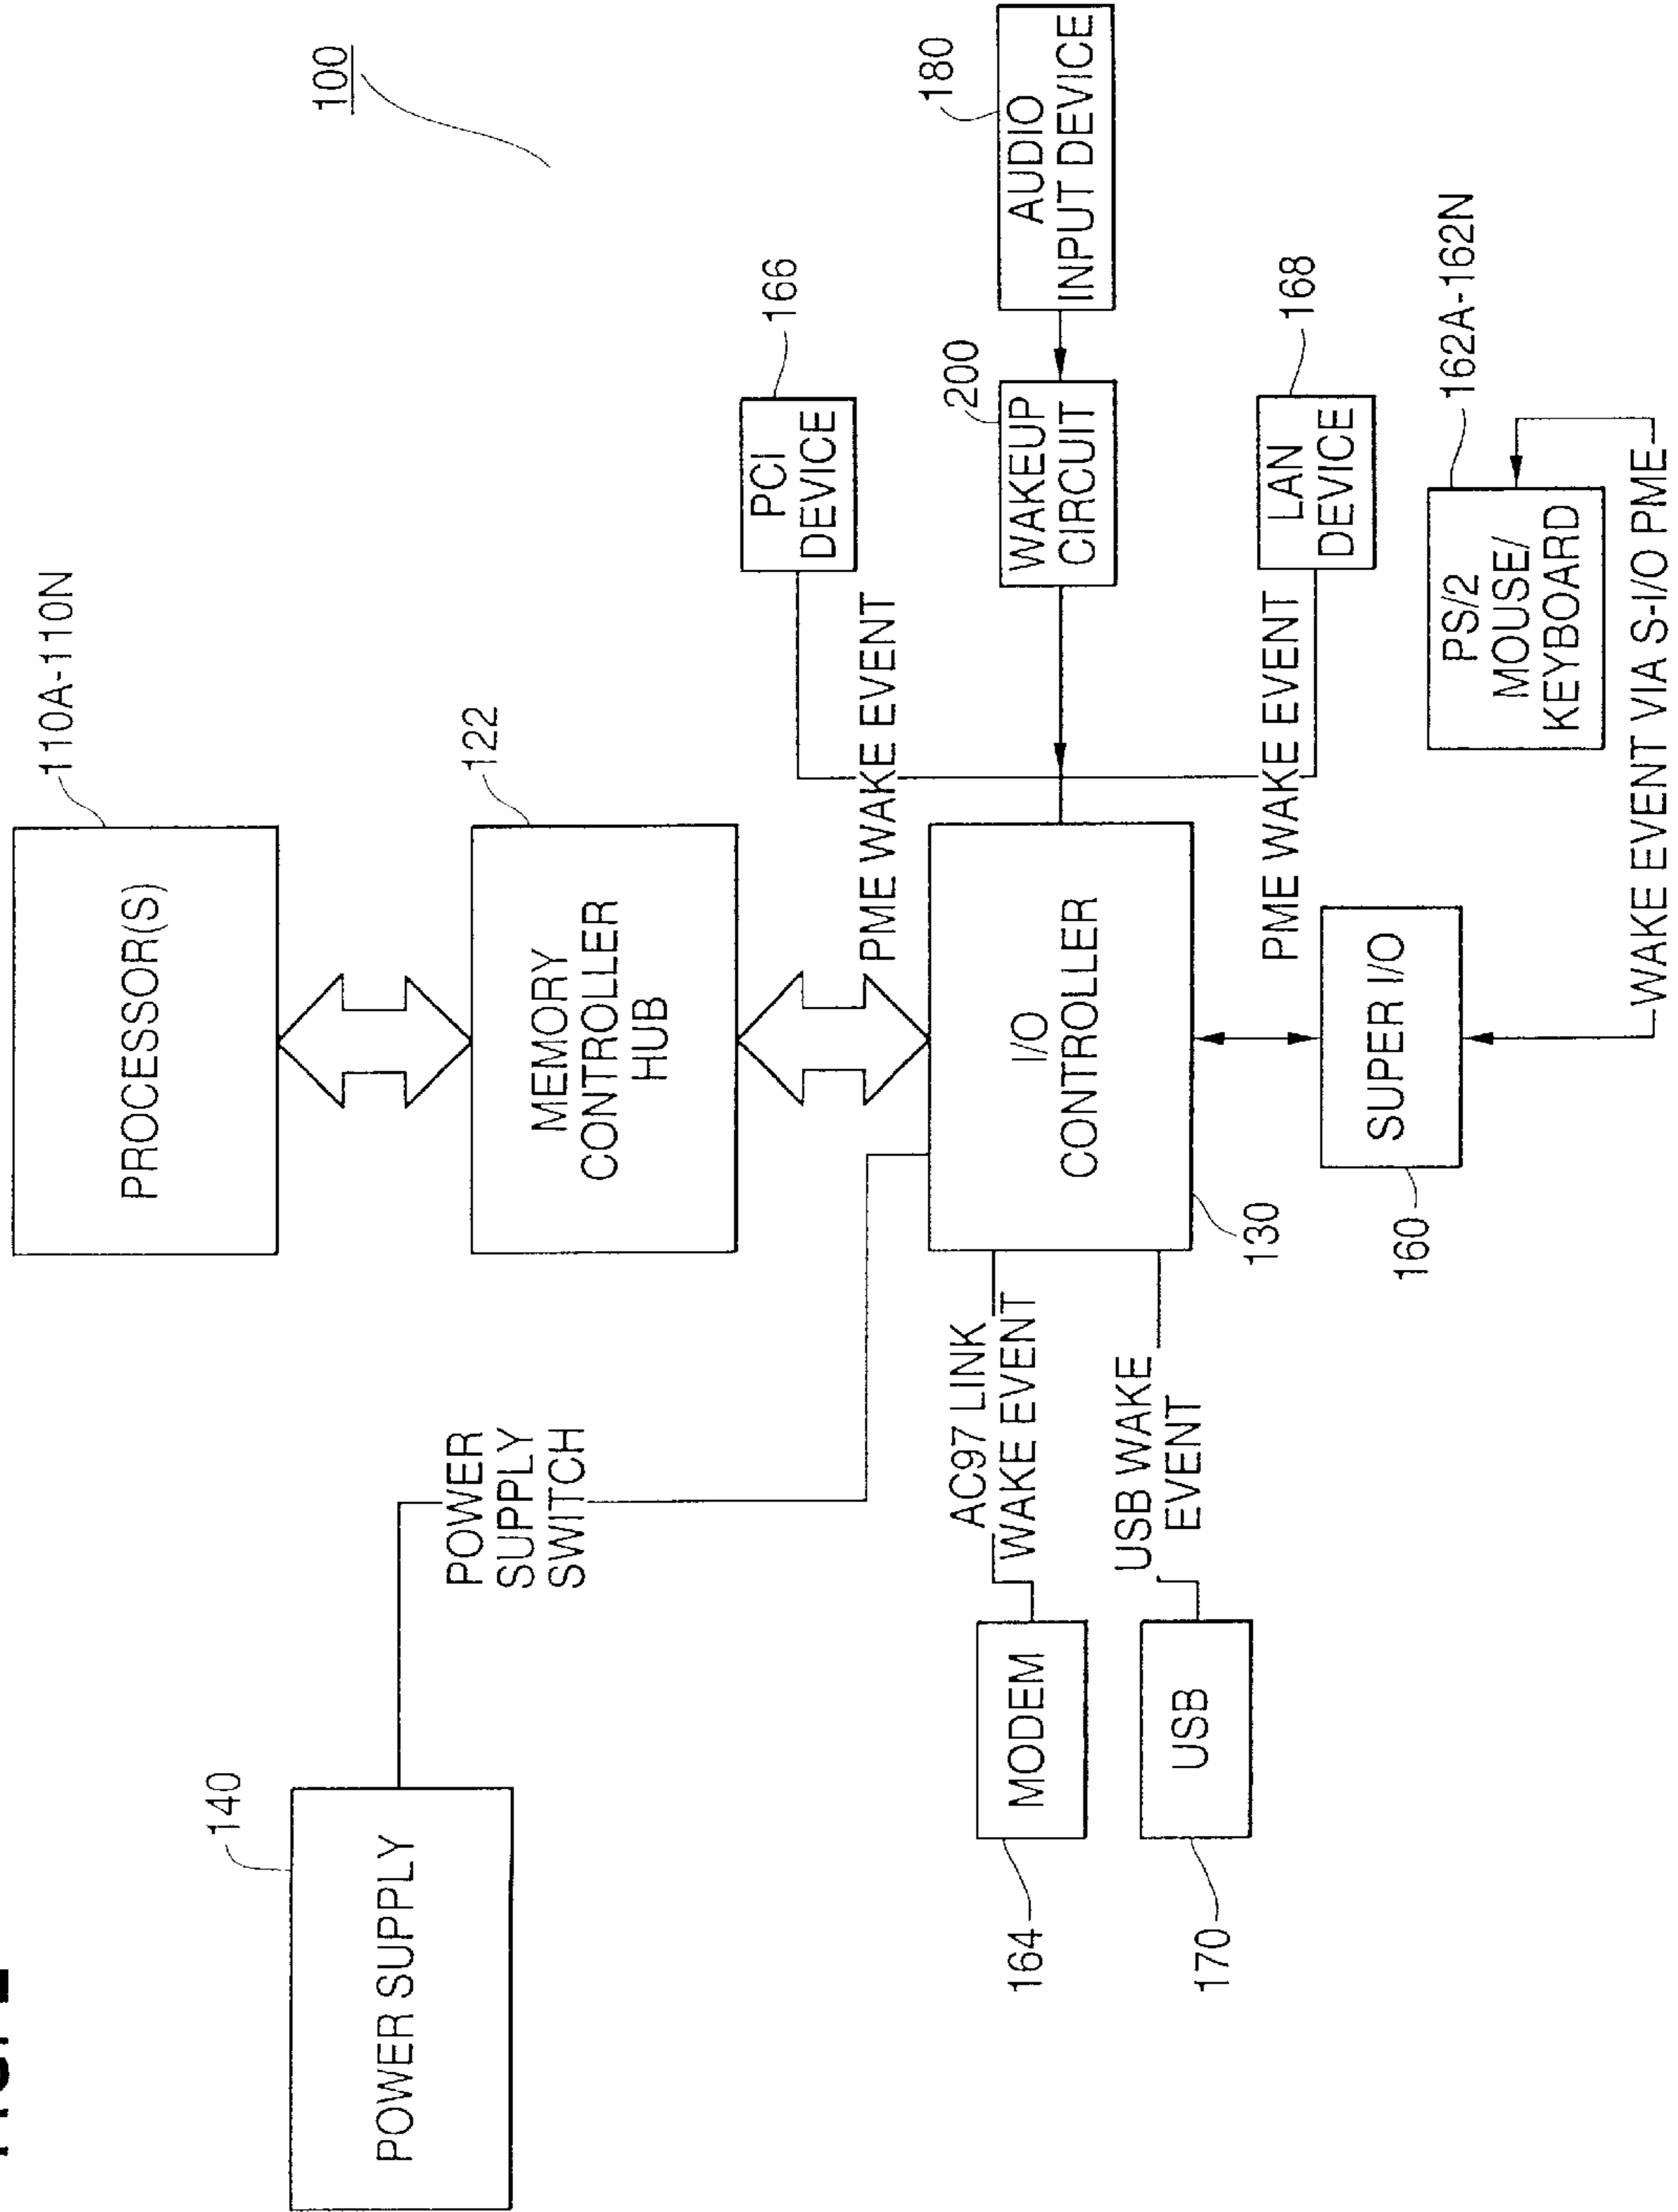 100
110A-110N
PROCESSOR(S)
122
MEMORY
CONTROLLER
HUB
140
POWER SUPPLY
POWER
SUPPLY
SWITCH
PME WAKE EVENT
PCI
DEVICE
166
I/O
CONTROLLER
130
WAKEUP
CIRCUIT
200
AUDIO
INPUT DEVICE
180
AC97 LINK
WAKE EVENT
MODEM
164
USB WAKE
EVENT
USB
170
PME WAKE EVENT
LAN
DEVICE
168
SUPER I/O
160
PS/2
MOUSE/
KEYBOARD
162A-162N
WAKE EVENT VIA S-I/O PME